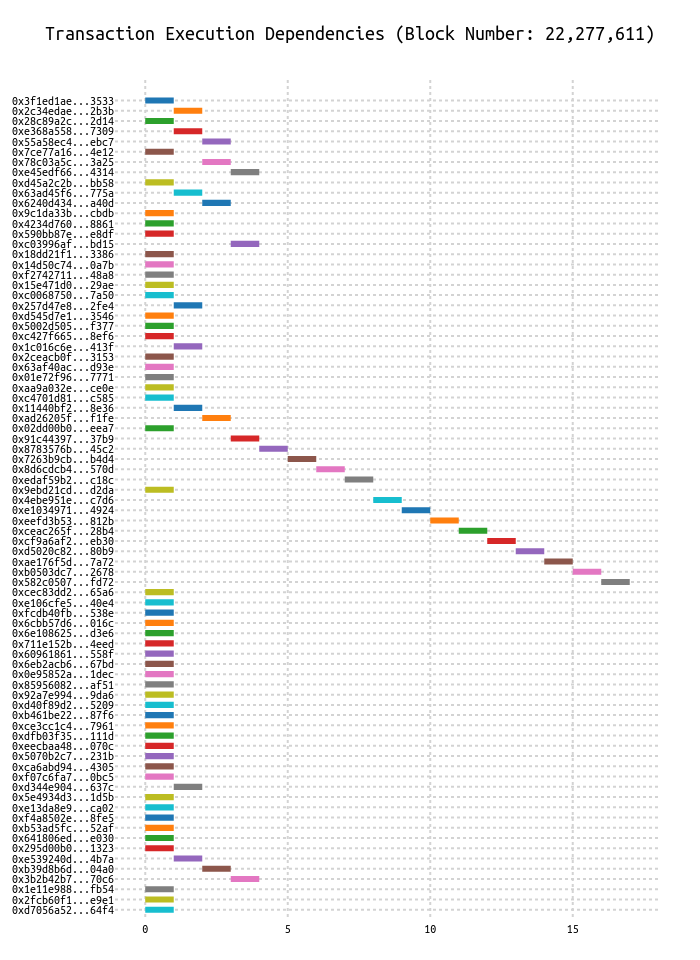 Transaction Execution Dependencies (Block Number: 22,277,611)
0x3f1ed1ae...3533
0x2c34edae...2b3b
0x28c89a2c...2d14
0xe368a558...7309
0x55a58ec4...ebc7
0x7ce77a16...4e12
0x78c03a5c...3a25
0xe45edf66...4314
0xd45a2c2b...bb58
0x63ad45f6...775a
0x6240d434...a40d
0x9c1da33b...cbdb
0x4234d760...8861
0x590bb87e...e8df
0xc03996af...bd15
0x18dd21f1...3386
0x14d50c74...0a7b
0xf2742711...48a8
0x15e471d0...29ae
0xc0068750...7a50
0x257d47e8...2fe4
0xd545d7e1...3546
0x5002d505...f377
0xc427f665...8ef6
0x1c016c6e...413f
0x2ceacb0f...3153
0x63af40ac...d93e
0x01e72f96...7771
0xaa9a032e...ce0e
0xc4701d81...c585
0x11440bf2...8e36
0xad26205f...f1fe
0x02dd00b0...eea7
0x91c44397...37b9
0x8783576b...45c2
0x7263b9cb...b4d4
0x8d6cdcb4...570d
0xedaf59b2...c18c
0x9ebd21cd...d2da
0x4ebe951e...c7d6
0xe1034971...4924
0xeefd3b53...812b
0xceac265f...28b4
0xcf9a6af2...eb30
0xd5020c82...80b9
0xae176f5d...7a72
0xb0503dc7...2678
0x582c0507...fd72
0xcec83dd2...65a6
0xe106cfe5...40e4
0xfcdb40fb...538e
0x6cbb57d6...016c
0x6e108625...d3e6
0x711e152b...4eed
0x60961861...558f
0x6eb2acb6...67bd
0x0e95852a...1dec
0x85956082...af51
0x92a7e994...9da6
0xd40f89d2...5209
0xb461be22...87f6
0xce3cc1c4...7961
0xdfb03f35...111d
0xeecbaa48...070c
0x5070b2c7...231b
0xca6abd94...4305
0xf07c6fa7...0bc5
0xd344e904...637c
0x5e4934d3...1d5b
0xe13da8e9...ca02
0xf4a8502e...8fe5
0xb53ad5fc...52af
0x641806ed...e030
0x295d00b0...1323
0xe539240d...4b7a
0xb39d8b6d...04a0
0x3b2b42b7...70c6
0x1e11e988...fb54
0x2fcb60f1...e9e1
0xd7056a52...64f4
0 5 10 15